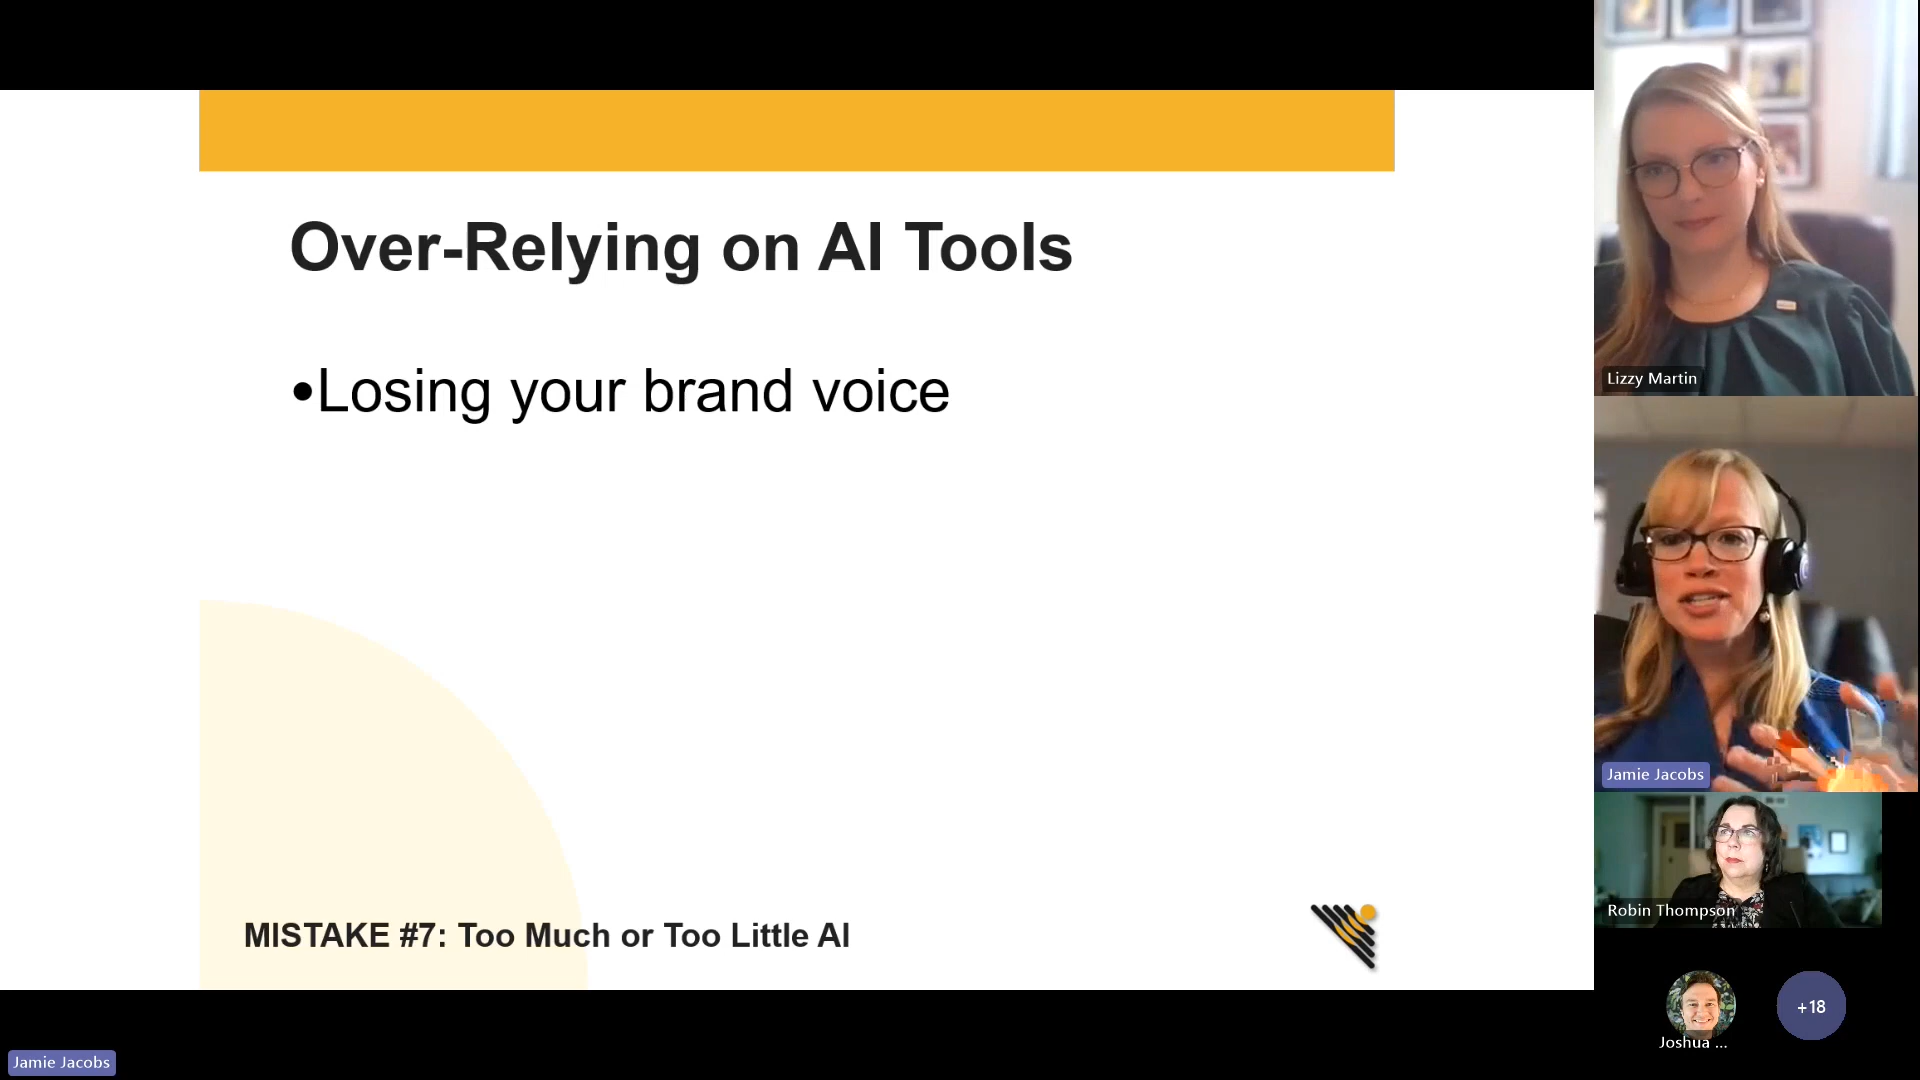 Over-Relying on AI Tools
•Losing your brand voice
MISTAKE #7: Too Much or Too Little AI
Lizzy Martin
Jamie Jacobs
Robin Thompson
Joshua ...
+18
Jamie Jacobs